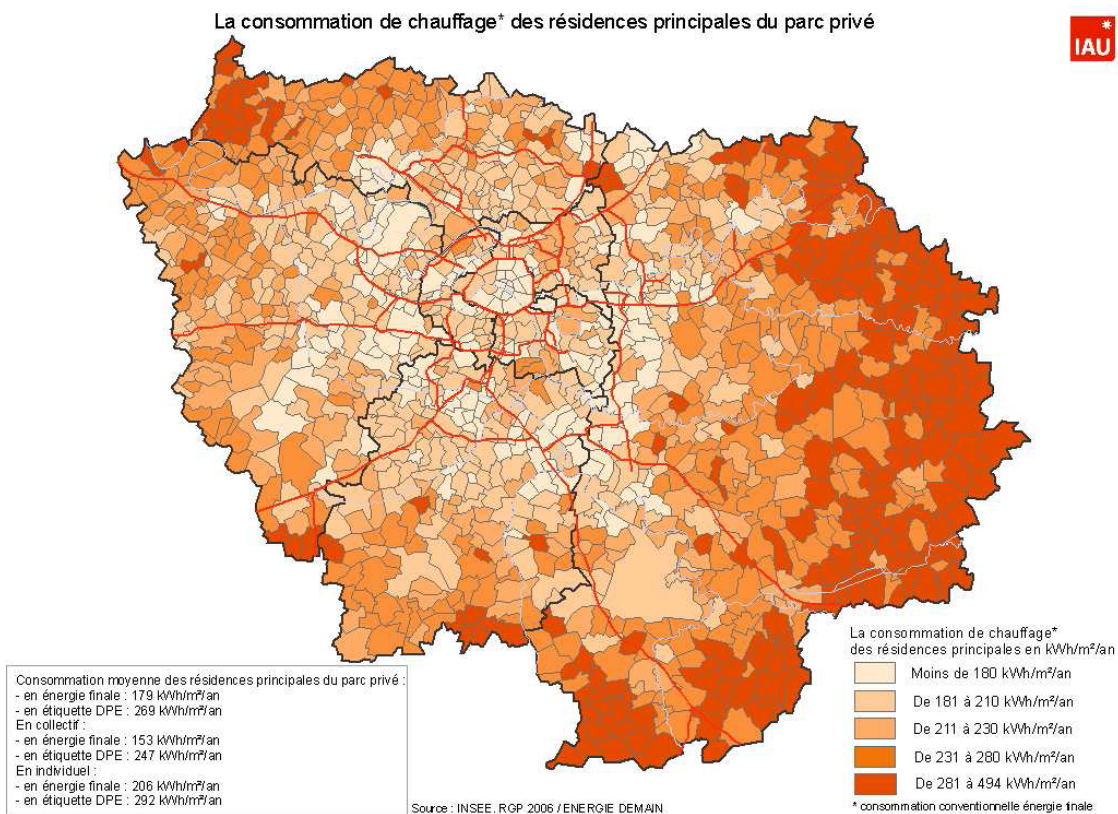 La consommation de chauffage* des résidences principales du parc privé
IAU
Consommation moyenne des résidences principales du parc privé :
- en énergie finale : 179 kWh/m²/an
- en étiquette DPE : 269 kWh/m²/an
En collectif :
- en énergie finale : 153 kWh/m²/an
- en étiquette DPE : 247 kWh/m²/an
En individuel :
- en énergie finale : 206 kWh/m²/an
- en étiquette DPE : 292 kWh/m²/an
Source : INSEE, RGP 2006 / ENERGIE DEMAIN
La consommation de chauffage*
des résidences principales en kWh/m²/an
Moins de 180 kWh/m²/an
De 181 à 210 kWh/m²/an
De 211 à 230 kWh/m²/an
De 231 à 280 kWh/m²/an
De 281 à 494 kWh/m²/an
* consommation conventionnelle énergie finale